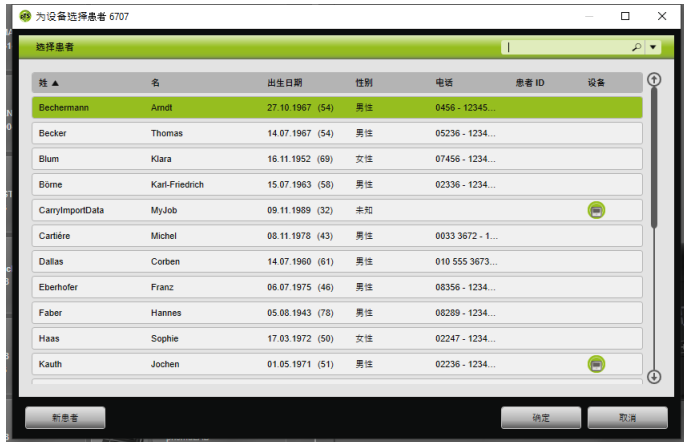 为设备选择患者 6707
选择患者
姓 ▲ 名 出生日期 性别 电话 患者 ID 设备
Bechermann Arndt 27.10.1967 (54) 男性 0456 - 12345...
Becker Thomas 14.07.1967 (54) 男性 05236 - 1234...
Blum Klara 16.11.1952 (69) 女性 07456 - 1234...
Börne Karl-Friedrich 15.07.1963 (58) 男性 02336 - 1234...
CarryImportData MyJob 09.11.1989 (32) 未知
Cartiére Michel 08.11.1978 (43) 男性 0033 3672 - 1...
Dallas Corben 14.07.1960 (61) 男性 010 555 3673...
Eberhofer Franz 06.07.1975 (46) 男性 08356 - 1234...
Faber Hannes 05.08.1943 (78) 男性 08289 - 1234...
Haas Sophie 17.03.1972 (50) 女性 02247 - 1234...
Kauth Jochen 01.05.1971 (51) 男性 02236 - 1234...
新患者 确定 取消